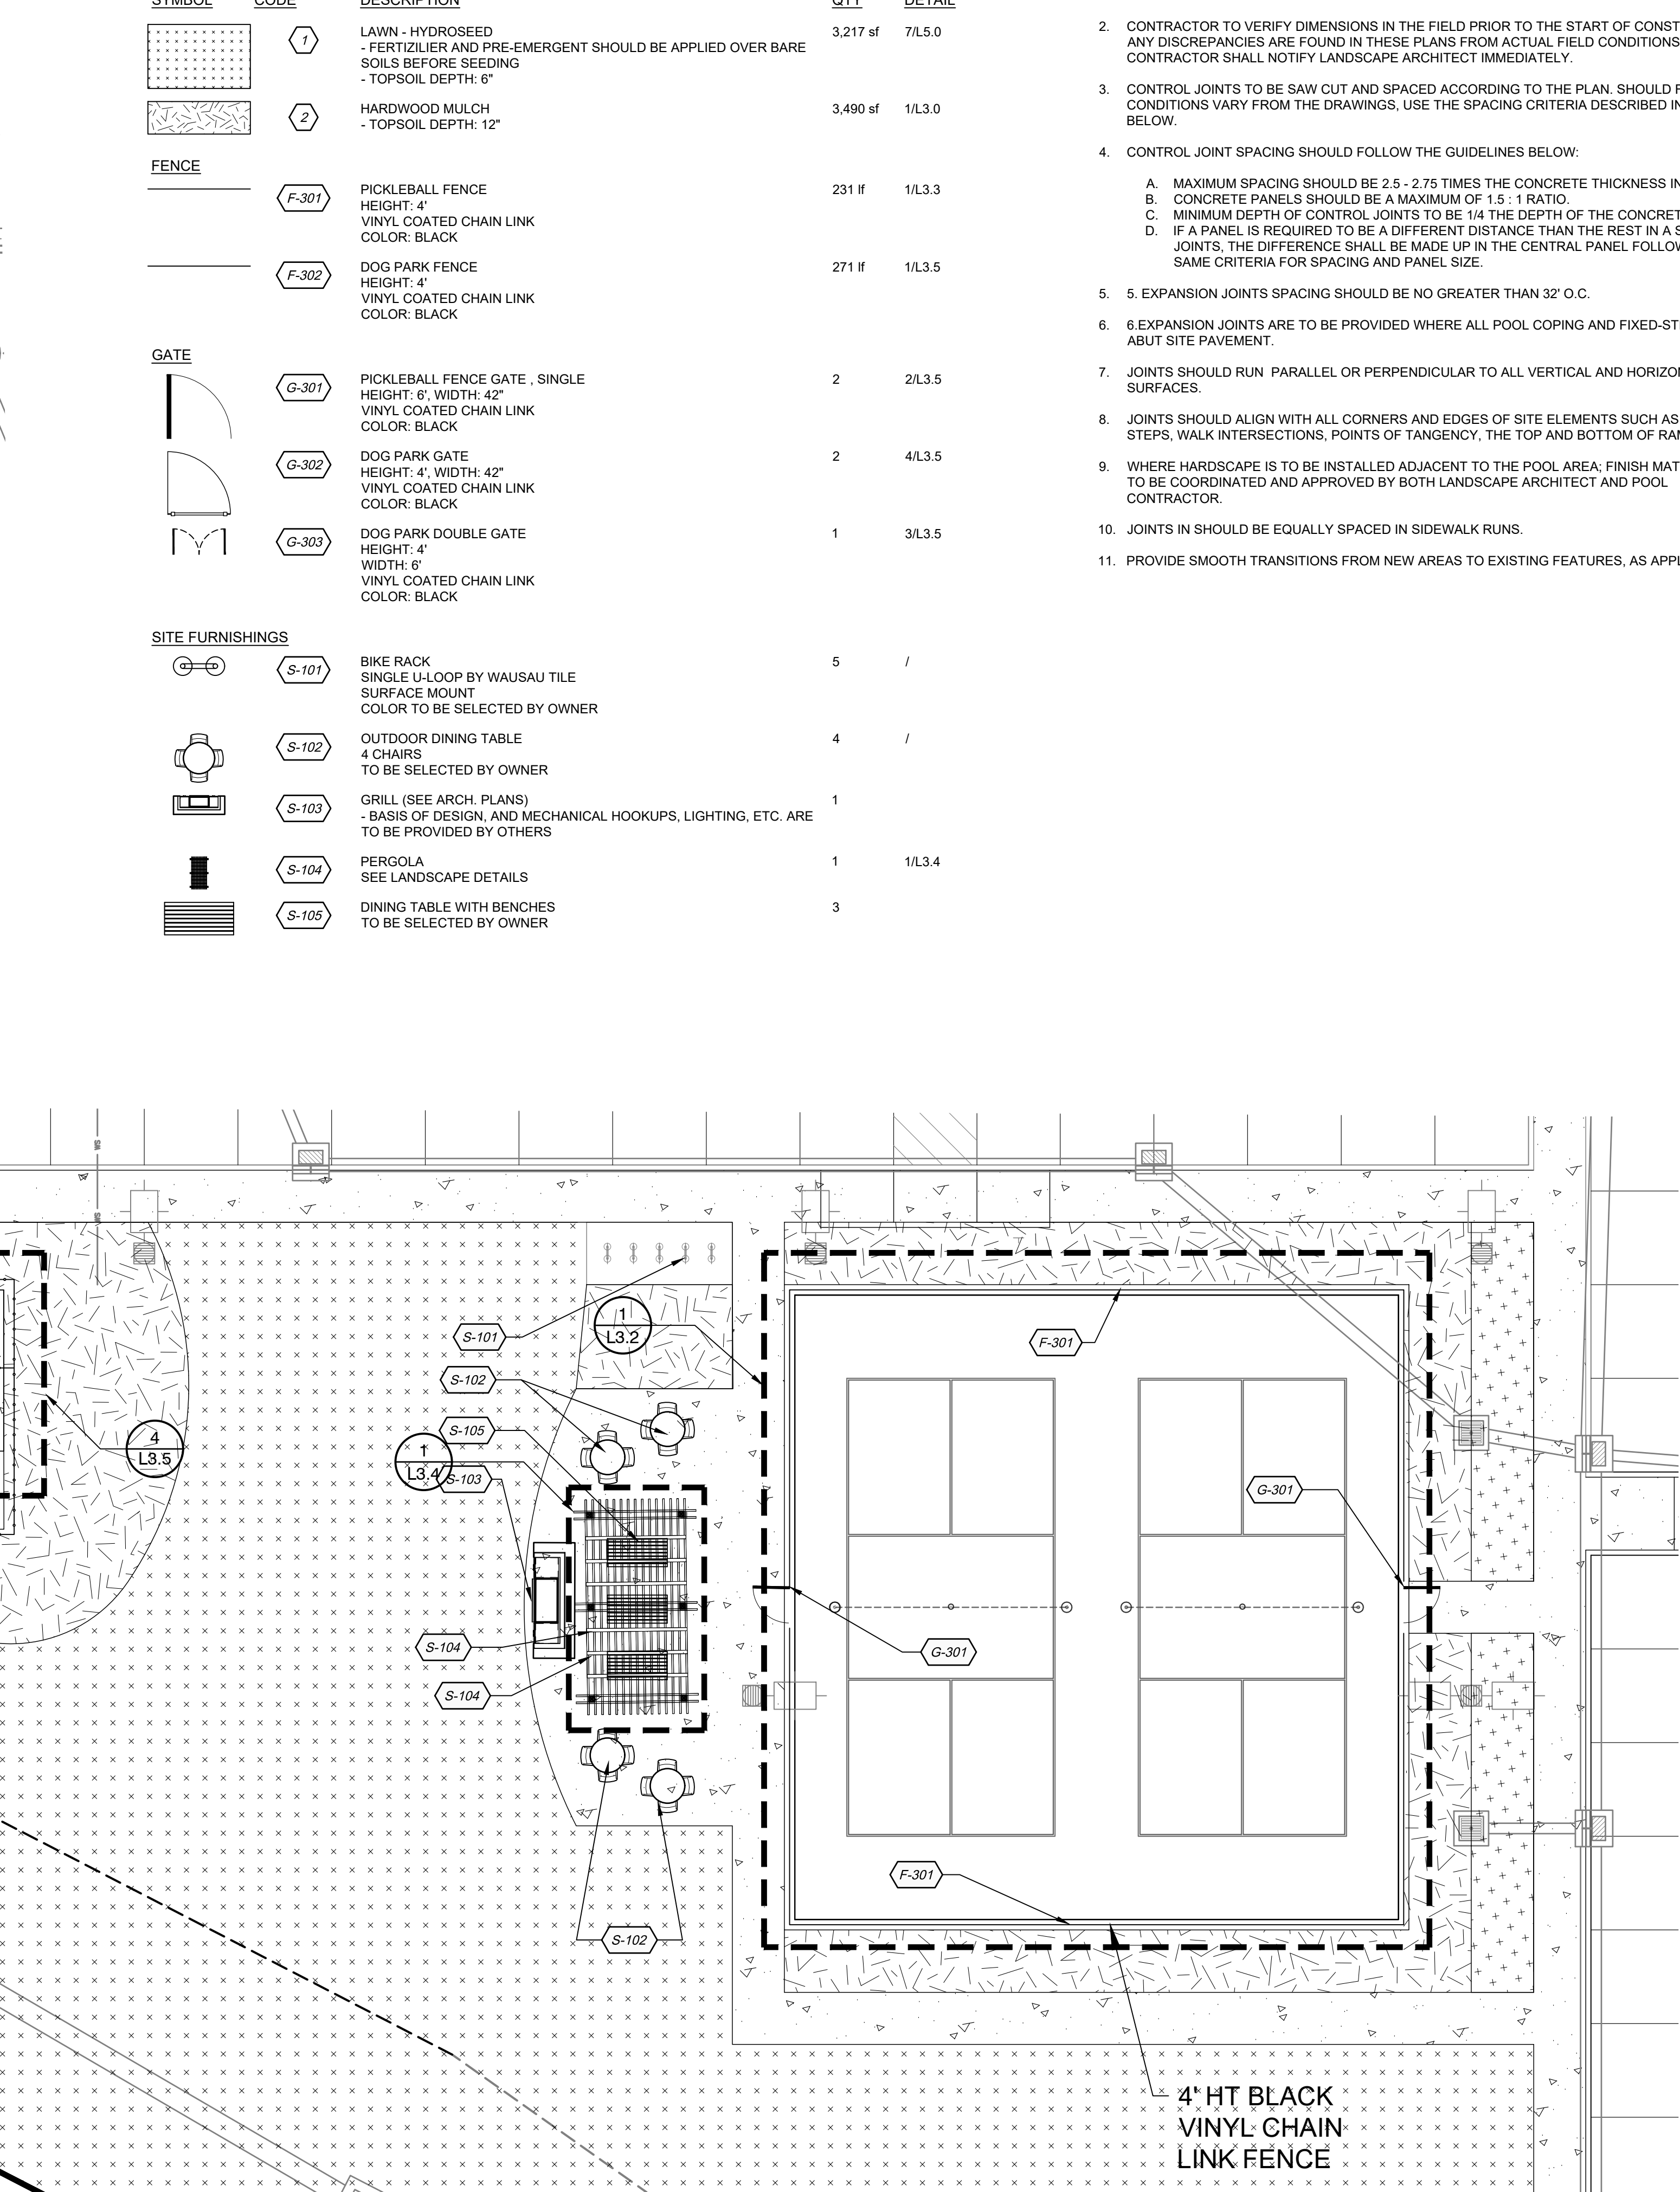 SYMBOL CODE DESCRIPTION QTY DETAIL
1 LAWN - HYDROSEED 3,217 sf 7/L5.0
- FERTIZILIER AND PRE-EMERGENT SHOULD BE APPLIED OVER BARE
SOILS BEFORE SEEDING
- TOPSOIL DEPTH: 6"
2 HARDWOOD MULCH 3,490 sf 1/L3.0
- TOPSOIL DEPTH: 12"
FENCE
F-301 PICKLEBALL FENCE 231 lf 1/L3.3
HEIGHT: 4'
VINYL COATED CHAIN LINK
COLOR: BLACK
F-302 DOG PARK FENCE 271 lf 1/L3.5
HEIGHT: 4'
VINYL COATED CHAIN LINK
COLOR: BLACK
GATE
G-301 PICKLEBALL FENCE GATE , SINGLE 2 2/L3.5
HEIGHT: 6', WIDTH: 42"
VINYL COATED CHAIN LINK
COLOR: BLACK
G-302 DOG PARK GATE 2 4/L3.5
HEIGHT: 4', WIDTH: 42"
VINYL COATED CHAIN LINK
COLOR: BLACK
G-303 DOG PARK DOUBLE GATE 1 3/L3.5
HEIGHT: 4'
WIDTH: 6'
VINYL COATED CHAIN LINK
COLOR: BLACK
SITE FURNISHINGS
S-101 BIKE RACK 5 /
SINGLE U-LOOP BY WAUSAU TILE
SURFACE MOUNT
COLOR TO BE SELECTED BY OWNER
S-102 OUTDOOR DINING TABLE 4 /
4 CHAIRS
TO BE SELECTED BY OWNER
S-103 GRILL (SEE ARCH. PLANS) 1
- BASIS OF DESIGN, AND MECHANICAL HOOKUPS, LIGHTING, ETC. ARE
TO BE PROVIDED BY OTHERS
S-104 PERGOLA 1 1/L3.4
SEE LANDSCAPE DETAILS
S-105 DINING TABLE WITH BENCHES 3
TO BE SELECTED BY OWNER
2. CONTRACTOR TO VERIFY DIMENSIONS IN THE FIELD PRIOR TO THE START OF CONST
ANY DISCREPANCIES ARE FOUND IN THESE PLANS FROM ACTUAL FIELD CONDITIONS
CONTRACTOR SHALL NOTIFY LANDSCAPE ARCHITECT IMMEDIATELY.
3. CONTROL JOINTS TO BE SAW CUT AND SPACED ACCORDING TO THE PLAN. SHOULD F
CONDITIONS VARY FROM THE DRAWINGS, USE THE SPACING CRITERIA DESCRIBED IN
BELOW.
4. CONTROL JOINT SPACING SHOULD FOLLOW THE GUIDELINES BELOW:
A. MAXIMUM SPACING SHOULD BE 2.5 - 2.75 TIMES THE CONCRETE THICKNESS IN
B. CONCRETE PANELS SHOULD BE A MAXIMUM OF 1.5 : 1 RATIO.
C. MINIMUM DEPTH OF CONTROL JOINTS TO BE 1/4 THE DEPTH OF THE CONCRET
D. IF A PANEL IS REQUIRED TO BE A DIFFERENT DISTANCE THAN THE REST IN A S
JOINTS, THE DIFFERENCE SHALL BE MADE UP IN THE CENTRAL PANEL FOLLOW
SAME CRITERIA FOR SPACING AND PANEL SIZE.
5. 5. EXPANSION JOINTS SPACING SHOULD BE NO GREATER THAN 32' O.C.
6. 6.EXPANSION JOINTS ARE TO BE PROVIDED WHERE ALL POOL COPING AND FIXED-ST
ABUT SITE PAVEMENT.
7. JOINTS SHOULD RUN PARALLEL OR PERPENDICULAR TO ALL VERTICAL AND HORIZON
SURFACES.
8. JOINTS SHOULD ALIGN WITH ALL CORNERS AND EDGES OF SITE ELEMENTS SUCH AS
STEPS, WALK INTERSECTIONS, POINTS OF TANGENCY, THE TOP AND BOTTOM OF RAM
9. WHERE HARDSCAPE IS TO BE INSTALLED ADJACENT TO THE POOL AREA; FINISH MAT
TO BE COORDINATED AND APPROVED BY BOTH LANDSCAPE ARCHITECT AND POOL
CONTRACTOR.
10. JOINTS IN SHOULD BE EQUALLY SPACED IN SIDEWALK RUNS.
11. PROVIDE SMOOTH TRANSITIONS FROM NEW AREAS TO EXISTING FEATURES, AS APPL
SW
SW
S-101
1
L3.2
F-301
S-102
S-105
4
L3.5
1
L3.4
S-103
G-301
S-104
G-301
S-104
F-301
S-102
4' HT BLACK
VINYL CHAIN
LINK FENCE